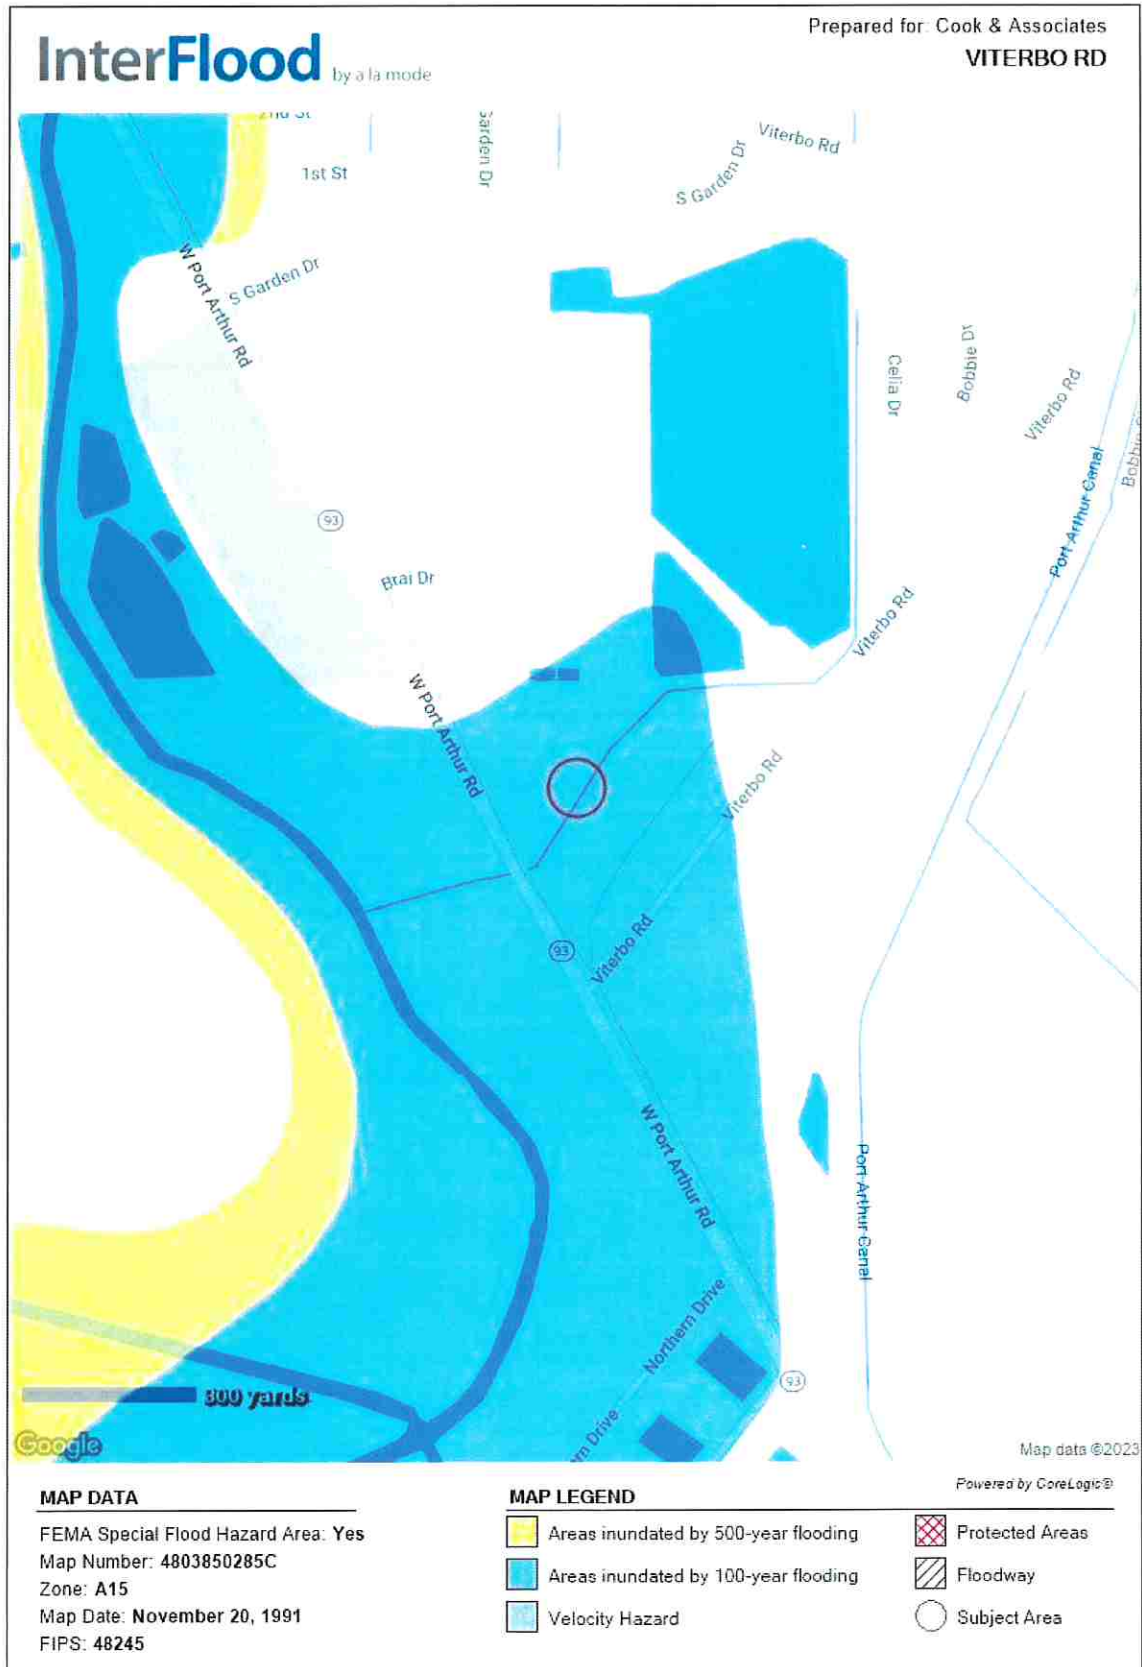 InterFlood by a la mode
Prepared for: Cook & Associates
VITERBO RD
2nd St
1st St
Garden Dr
S Garden Dr
Viterbo Rd
W Port Arthur Rd
S Garden Dr
Celia Dr
Bobbie Dr
Viterbo Rd
Port Arthur Canal
93
Brai Dr
Viterbo Rd
W Port Arthur Rd
Viterbo Rd
93
Viterbo Rd
W Port Arthur Rd
Port Arthur Canal
Northern Drive
93
rn Drive
Google
Map data ©2023
Powered by CoreLogic®
MAP DATA
FEMA Special Flood Hazard Area: Yes
Map Number: 4803850285C
Zone: A15
Map Date: November 20, 1991
FIPS: 48245
MAP LEGEND
Areas inundated by 500-year flooding
Areas inundated by 100-year flooding
Velocity Hazard
Protected Areas
Floodway
Subject Area